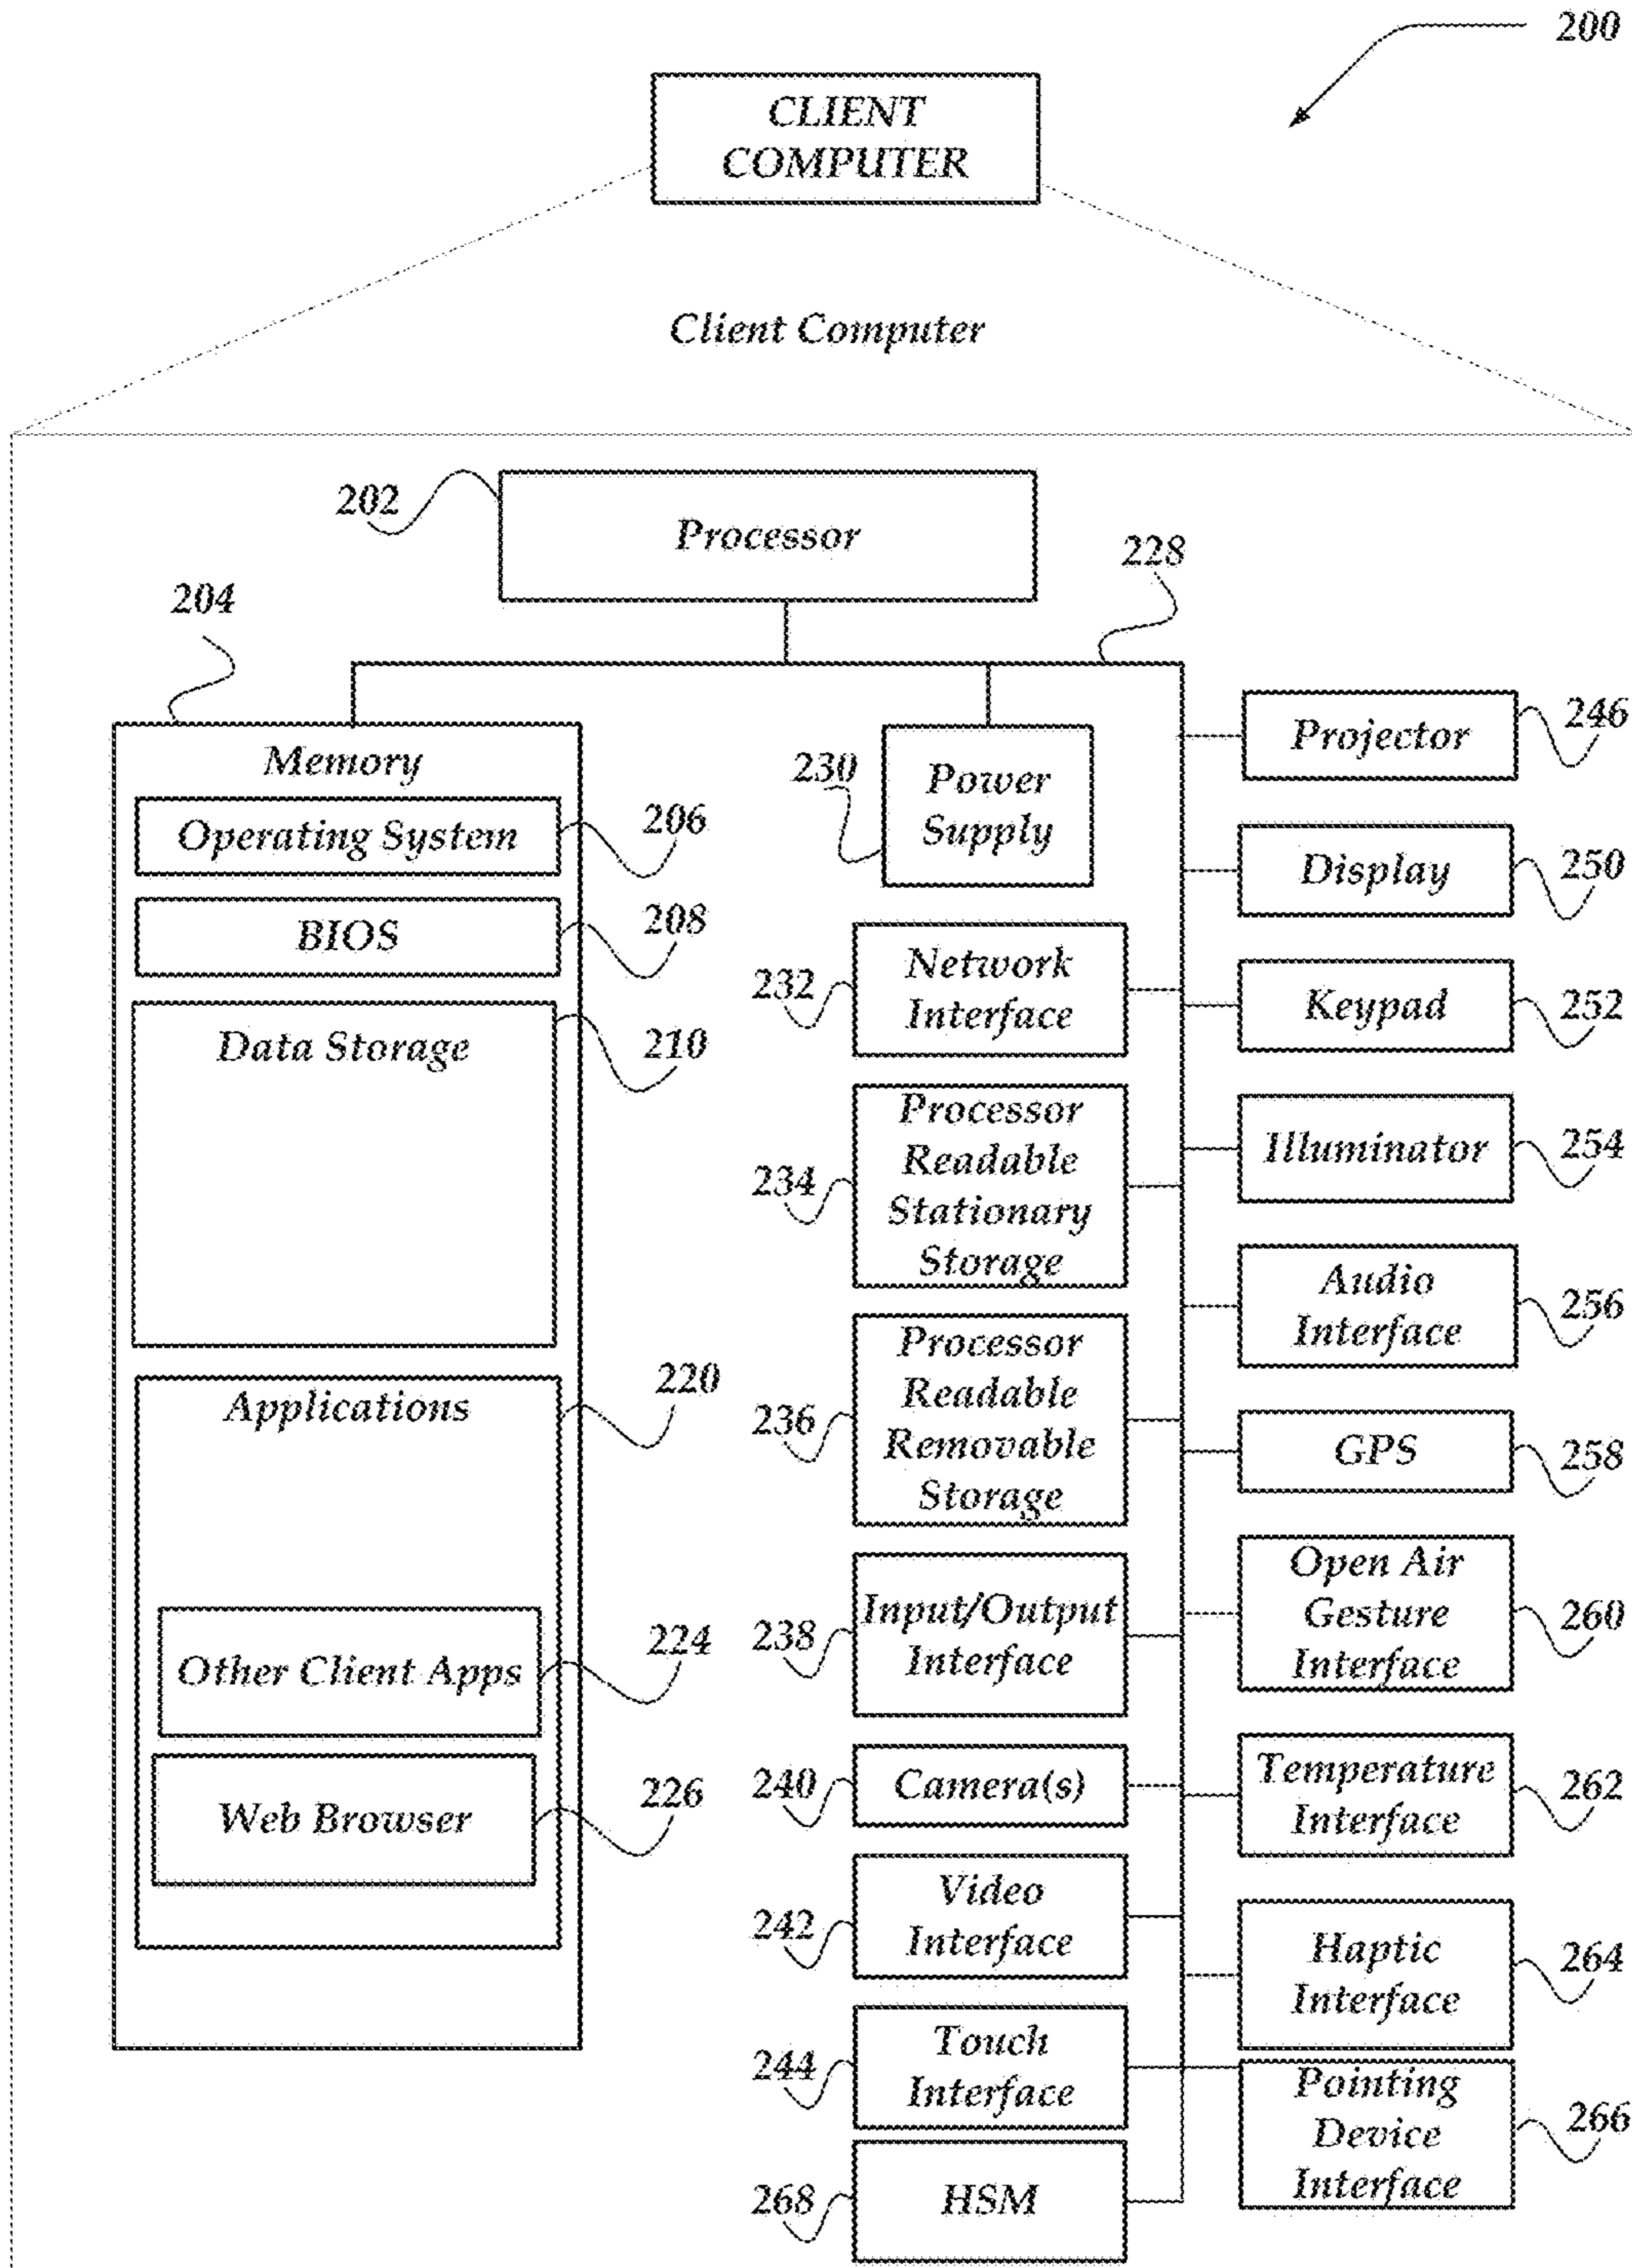 200
CLIENT
COMPUTER
Client Computer
202
Processor
228
204
Memory
Operating System
206
BIOS
208
Data Storage
210
Applications
220
Other Client Apps
224
Web Browser
226
230
Power
Supply
232
Network
Interface
234
Processor
Readable
Stationary
Storage
236
Processor
Readable
Removable
Storage
238
Input/Output
Interface
240
Camera(s)
242
Video
Interface
244
Touch
Interface
268
HSM
Projector
246
Display
250
Keypad
252
Illuminator
254
Audio
Interface
256
GPS
258
Open Air
Gesture
Interface
260
Temperature
Interface
262
Haptic
Interface
264
Pointing
Device
Interface
266